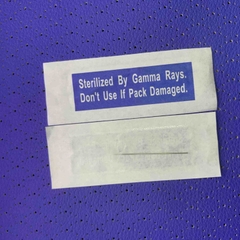 Sterilized By Gamma Rays.
Don't Use If Pack Damaged.